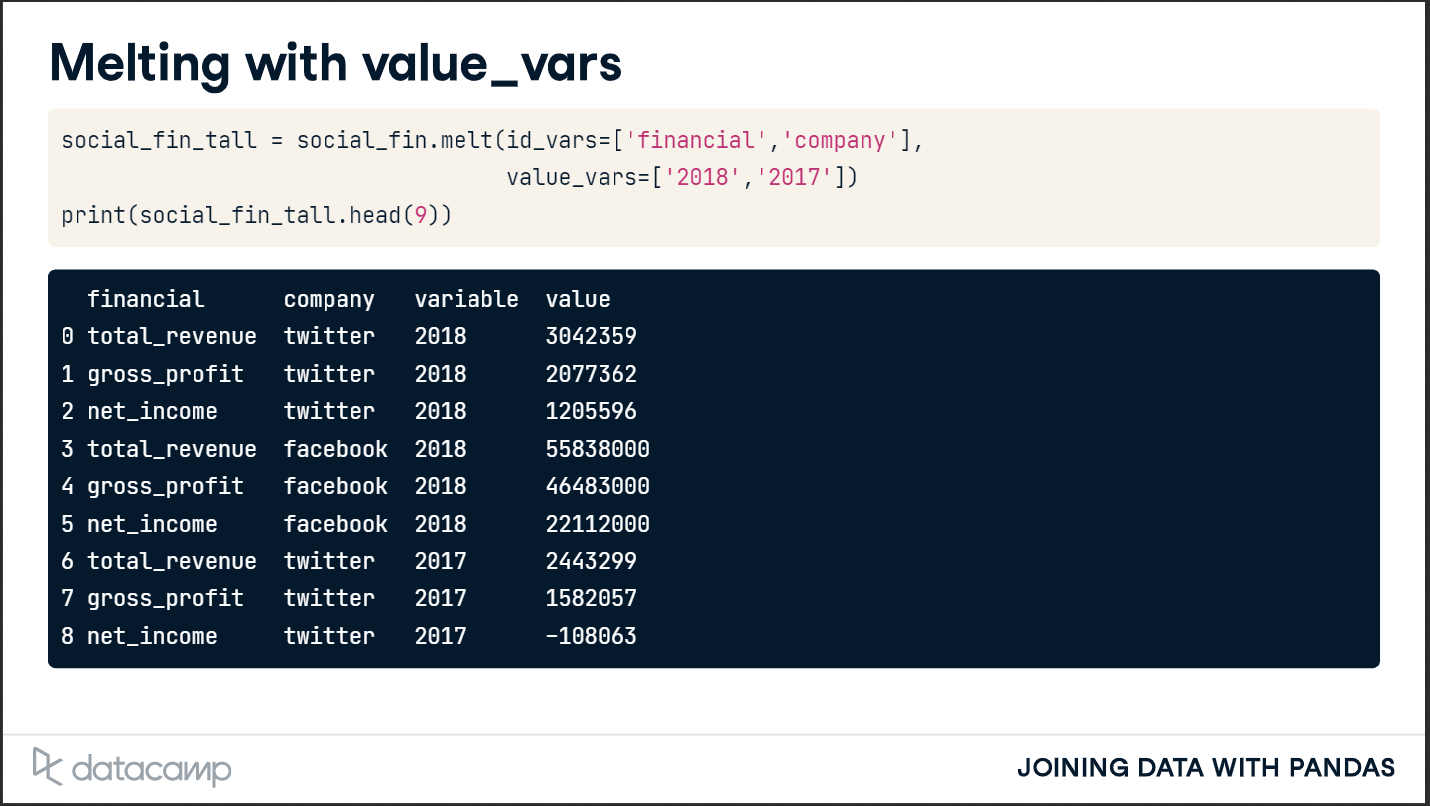 Melting with value_vars
social_fin_tall = social_fin.melt(id_vars=['financial','company'],
                                  value_vars=['2018','2017'])
print(social_fin_tall.head(9))
  financial      company   variable  value
0 total_revenue  twitter   2018      3042359
1 gross_profit   twitter   2018      2077362
2 net_income     twitter   2018      1205596
3 total_revenue  facebook  2018      55838000
4 gross_profit   facebook  2018      46483000
5 net_income     facebook  2018      22112000
6 total_revenue  twitter   2017      2443299
7 gross_profit   twitter   2017      1582057
8 net_income     twitter   2017      -108063
datacamp
JOINING DATA WITH PANDAS